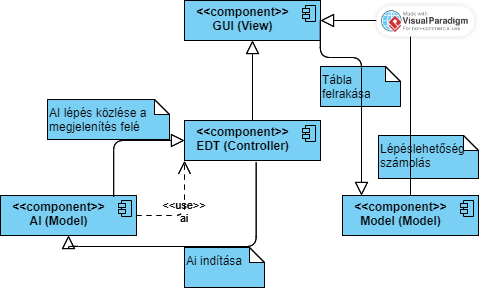 <<component>>
GUI (View)
Made with
Visual Paradigm
For non-commercial use
Tábla
felrakása
AI lépés közlése a
megjelenítés felé
<<component>>
EDT (Controller)
Lépéslehetőség
számolás
<<component>>
AI (Model)
<<use>>
ai
<<component>>
Model (Model)
Ai indítása